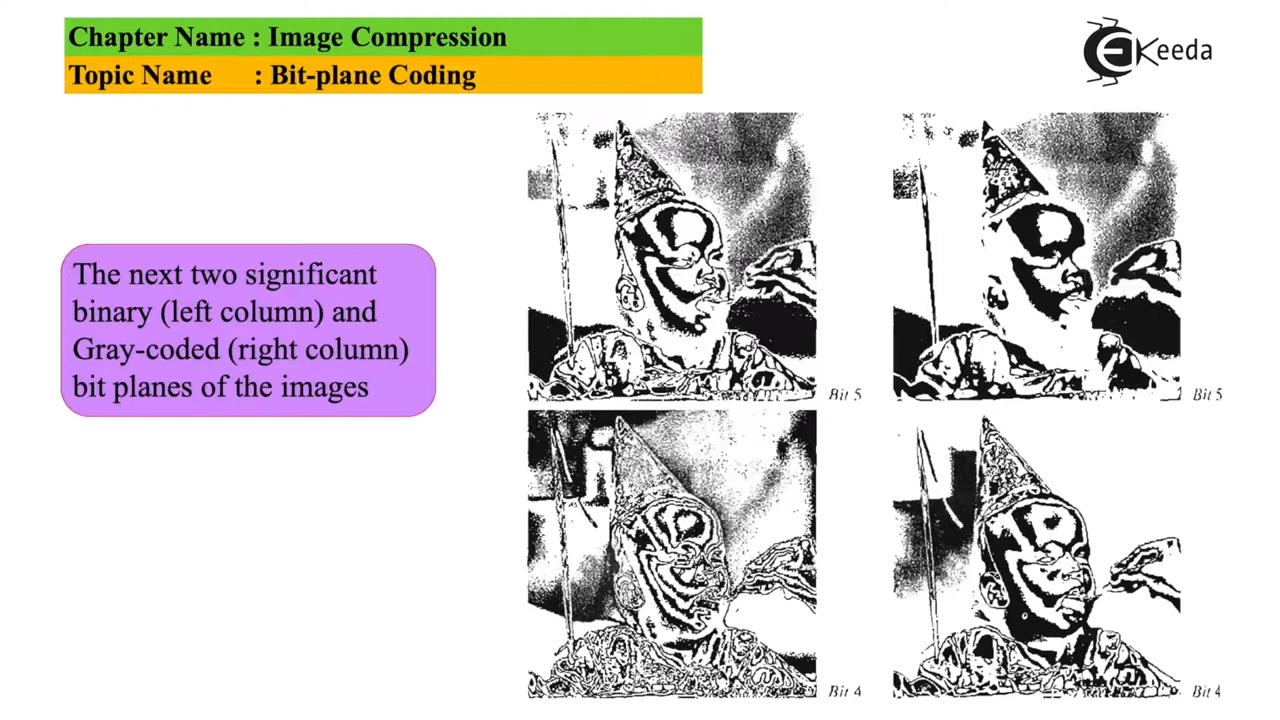 Chapter Name : Image Compression
Topic Name : Bit-plane Coding
EKeeda
The next two significant
binary (left column) and
Gray-coded (right column)
bit planes of the images
Bit 5
Bit 5
Bit 4
Bit 4